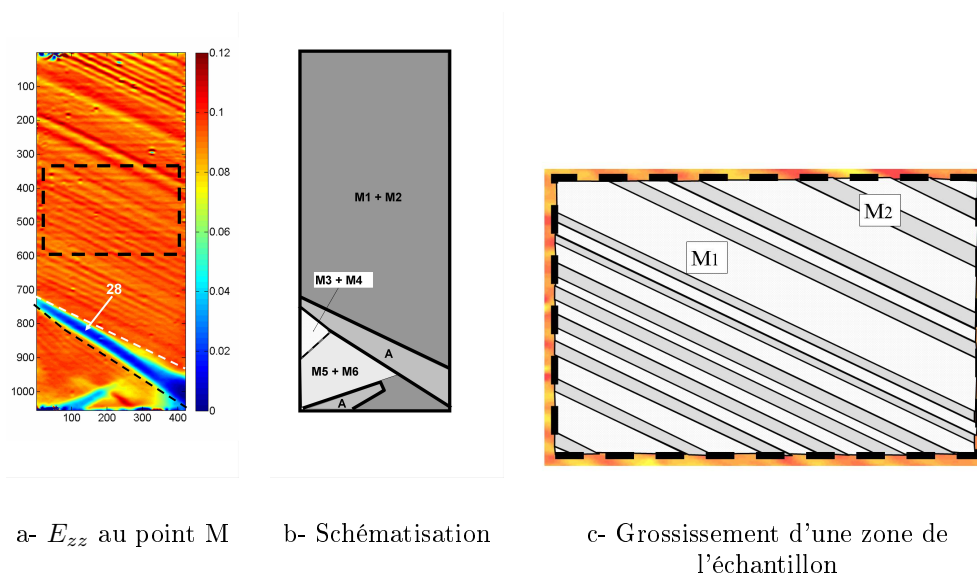 0.12
0.1
0.08
0.06
0.04
0.02
0
100
200
300
400
500
600
700
800
900
1000
100 200 300 400
28
M1 + M2
M3 + M4
A
M5 + M6
A
M1
M2
a- Ezz au point M
b- Schématisation
c- Grossissement d'une zone de
l'échantillon